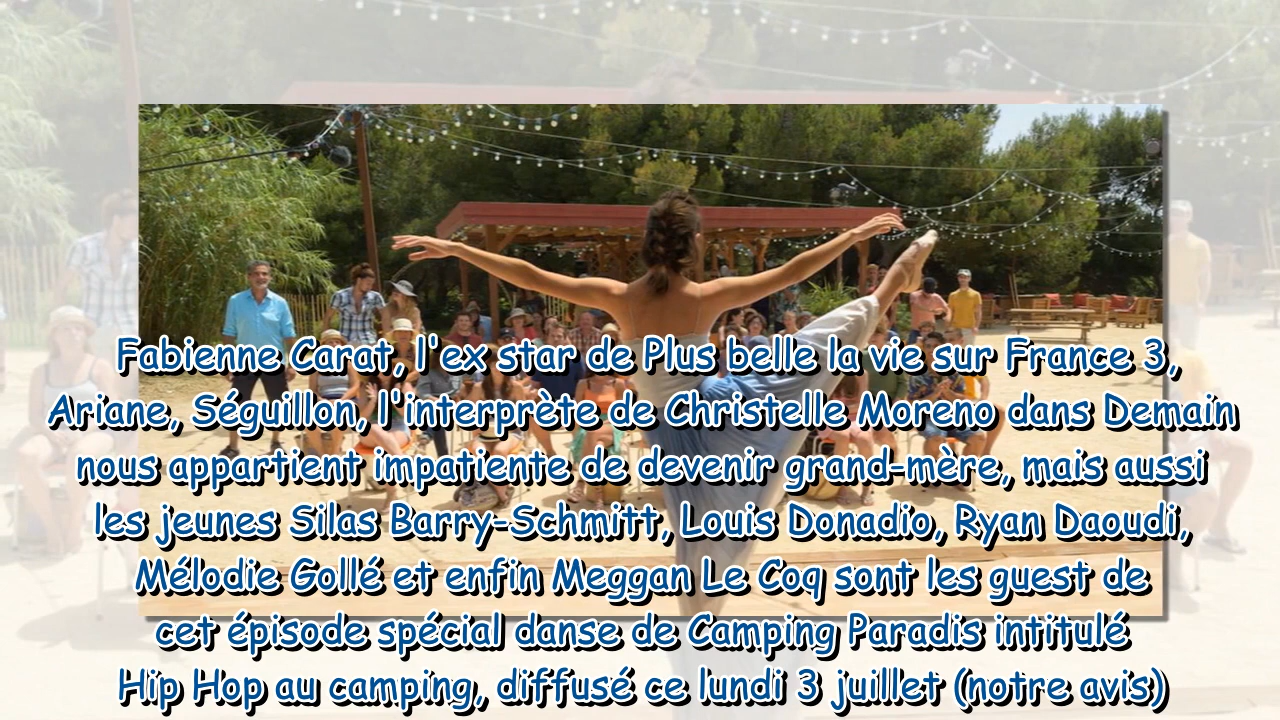 Fabienne Carat, l'ex star de Plus belle la vie sur France 3,
Ariane, Séguillon, l'interprète de Christelle Moreno dans Demain
nous appartient impatiente de devenir grand-mère, mais aussi
les jeunes Silas Barry-Schmitt, Louis Donadio, Ryan Daoudi,
Mélodie Gollé et enfin Meggan Le Coq sont les guest de
cet épisode spécial danse de Camping Paradis intitulé
Hip Hop au camping, diffusé ce lundi 3 juillet (notre avis)